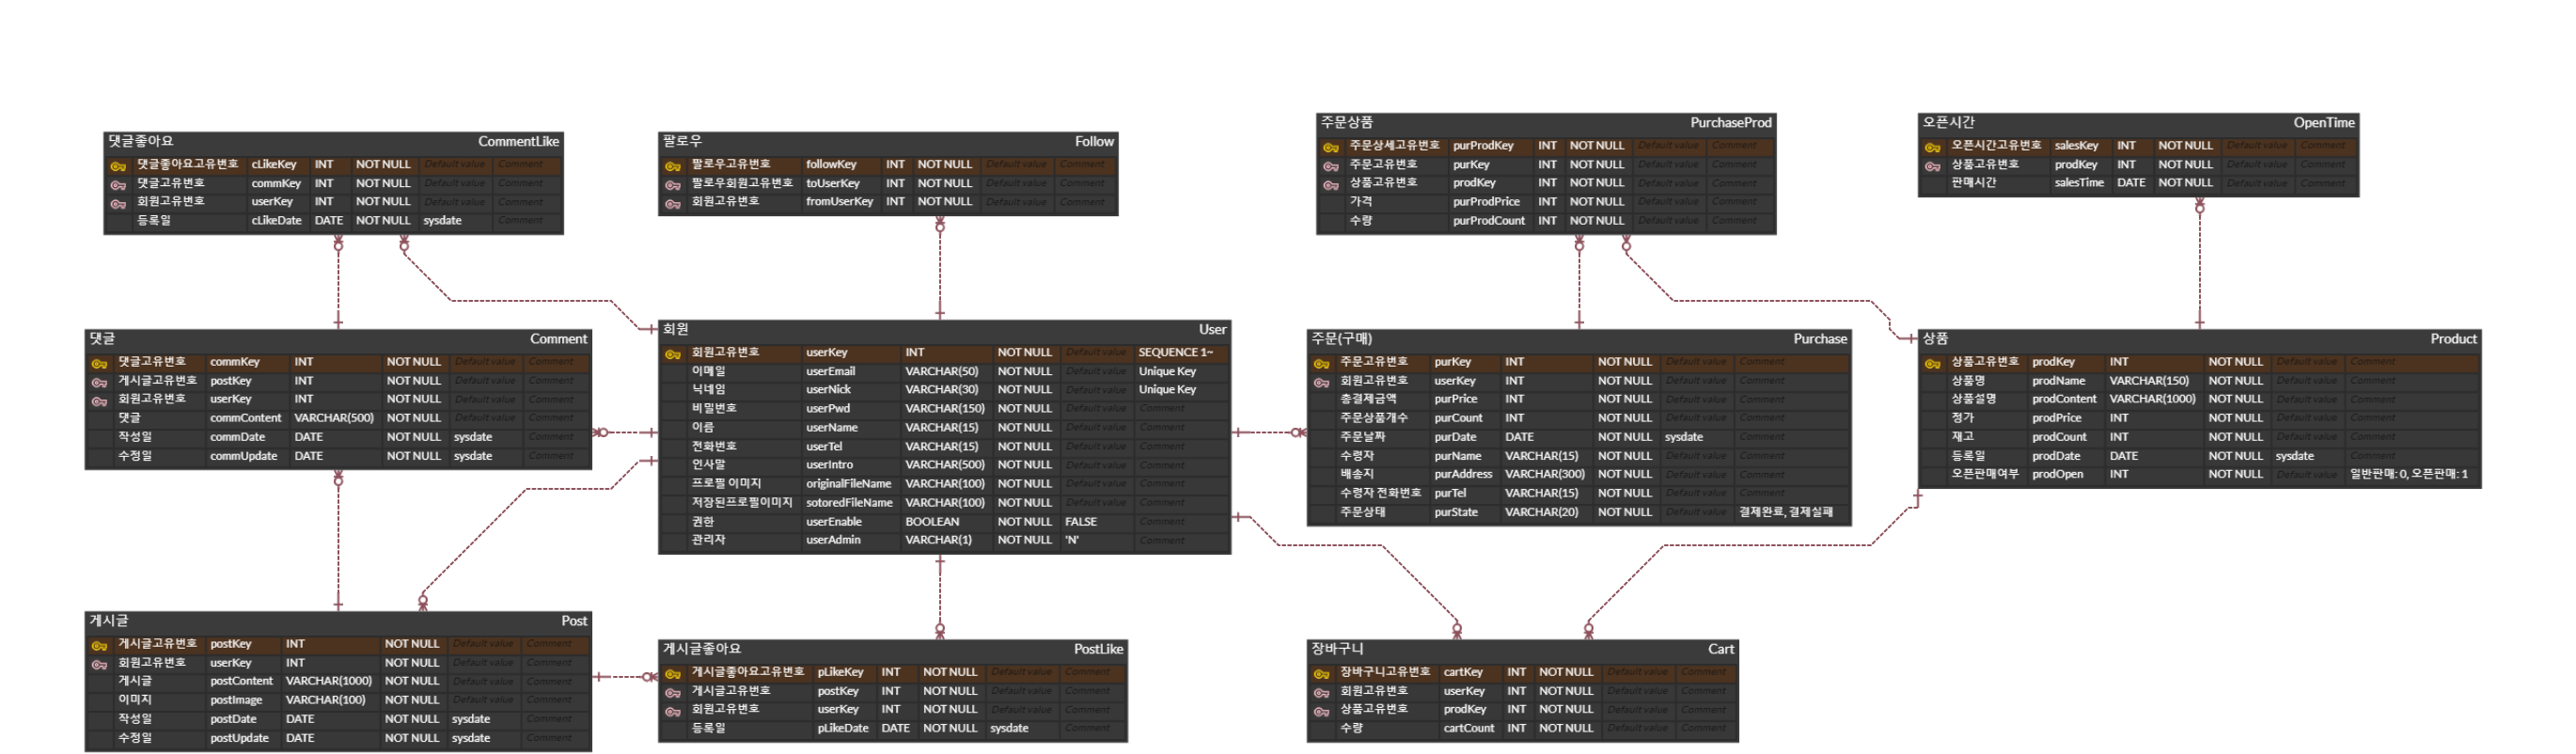 댓글좋아요 CommentLike
댓글좋아요고유번호 cLikeKey INT NOT NULL Default value Comment
댓글고유번호 commKey INT NOT NULL Default value Comment
회원고유번호 userKey INT NOT NULL Default value Comment
등록일 cLikeDate DATE NOT NULL sysdate Comment
팔로우 Follow
팔로우고유번호 followKey INT NOT NULL Default value Comment
팔로우회원고유번호 toUserKey INT NOT NULL Default value Comment
회원고유번호 fromUserKey INT NOT NULL Default value Comment
주문상품 PurchaseProd
주문상세고유번호 purProdKey INT NOT NULL Default value Comment
주문고유번호 purKey INT NOT NULL Default value Comment
상품고유번호 prodKey INT NOT NULL Default value Comment
가격 purProdPrice INT NOT NULL Default value Comment
수량 purProdCount INT NOT NULL Default value Comment
오픈시간 OpenTime
오픈시간고유번호 salesKey INT NOT NULL Default value Comment
상품고유번호 prodKey INT NOT NULL Default value Comment
판매시간 salesTime DATE NOT NULL Default value Comment
댓글 Comment
댓글고유번호 commKey INT NOT NULL Default value Comment
게시글고유번호 postKey INT NOT NULL Default value Comment
회원고유번호 userKey INT NOT NULL Default value Comment
댓글 commContent VARCHAR(500) NOT NULL Default value Comment
작성일 commDate DATE NOT NULL sysdate Comment
수정일 commUpdate DATE NOT NULL sysdate Comment
회원 User
회원고유번호 userKey INT NOT NULL Default value SEQUENCE 1~
이메일 userEmail VARCHAR(50) NOT NULL Default value Unique Key
닉네임 userNick VARCHAR(30) NOT NULL Default value Unique Key
비밀번호 userPwd VARCHAR(150) NOT NULL Default value Comment
이름 userName VARCHAR(15) NOT NULL Default value Comment
전화번호 userTel VARCHAR(15) NOT NULL Default value Comment
인사말 userIntro VARCHAR(500) NOT NULL Default value Comment
프로필 이미지 originalFileName VARCHAR(100) NOT NULL Default value Comment
저장된프로필이미지 sotoredFileName VARCHAR(100) NOT NULL Default value Comment
권한 userEnable BOOLEAN NOT NULL FALSE Comment
관리자 userAdmin VARCHAR(1) NOT NULL 'N' Comment
주문(구매) Purchase
주문고유번호 purKey INT NOT NULL Default value Comment
회원고유번호 userKey INT NOT NULL Default value Comment
총결제금액 purPrice INT NOT NULL Default value Comment
주문상품개수 purCount INT NOT NULL Default value Comment
주문날짜 purDate DATE NOT NULL sysdate Comment
수령자 purName VARCHAR(15) NOT NULL Default value Comment
배송지 purAddress VARCHAR(300) NOT NULL Default value Comment
수령자 전화번호 purTel VARCHAR(15) NOT NULL Default value Comment
주문상태 purState VARCHAR(20) NOT NULL Default value 결제완료, 결제실패
상품 Product
상품고유번호 prodKey INT NOT NULL Default value Comment
상품명 prodName VARCHAR(150) NOT NULL Default value Comment
상품설명 prodContent VARCHAR(1000) NOT NULL Default value Comment
정가 prodPrice INT NOT NULL Default value Comment
재고 prodCount INT NOT NULL Default value Comment
등록일 prodDate DATE NOT NULL sysdate Comment
오픈판매여부 prodOpen INT NOT NULL Default value 일반판매: 0, 오픈판매: 1
게시글 Post
게시글고유번호 postKey INT NOT NULL Default value Comment
회원고유번호 userKey INT NOT NULL Default value Comment
게시글 postContent VARCHAR(1000) NOT NULL Default value Comment
이미지 postImage VARCHAR(100) NOT NULL Default value Comment
작성일 postDate DATE NOT NULL sysdate Comment
수정일 postUpdate DATE NOT NULL sysdate Comment
게시글좋아요 PostLike
게시글좋아요고유번호 pLikeKey INT NOT NULL Default value Comment
게시글고유번호 postKey INT NOT NULL Default value Comment
회원고유번호 userKey INT NOT NULL Default value Comment
등록일 pLikeDate DATE NOT NULL sysdate Comment
장바구니 Cart
장바구니고유번호 cartKey INT NOT NULL Default value Comment
회원고유번호 userKey INT NOT NULL Default value Comment
상품고유번호 prodKey INT NOT NULL Default value Comment
수량 cartCount INT NOT NULL Default value Comment